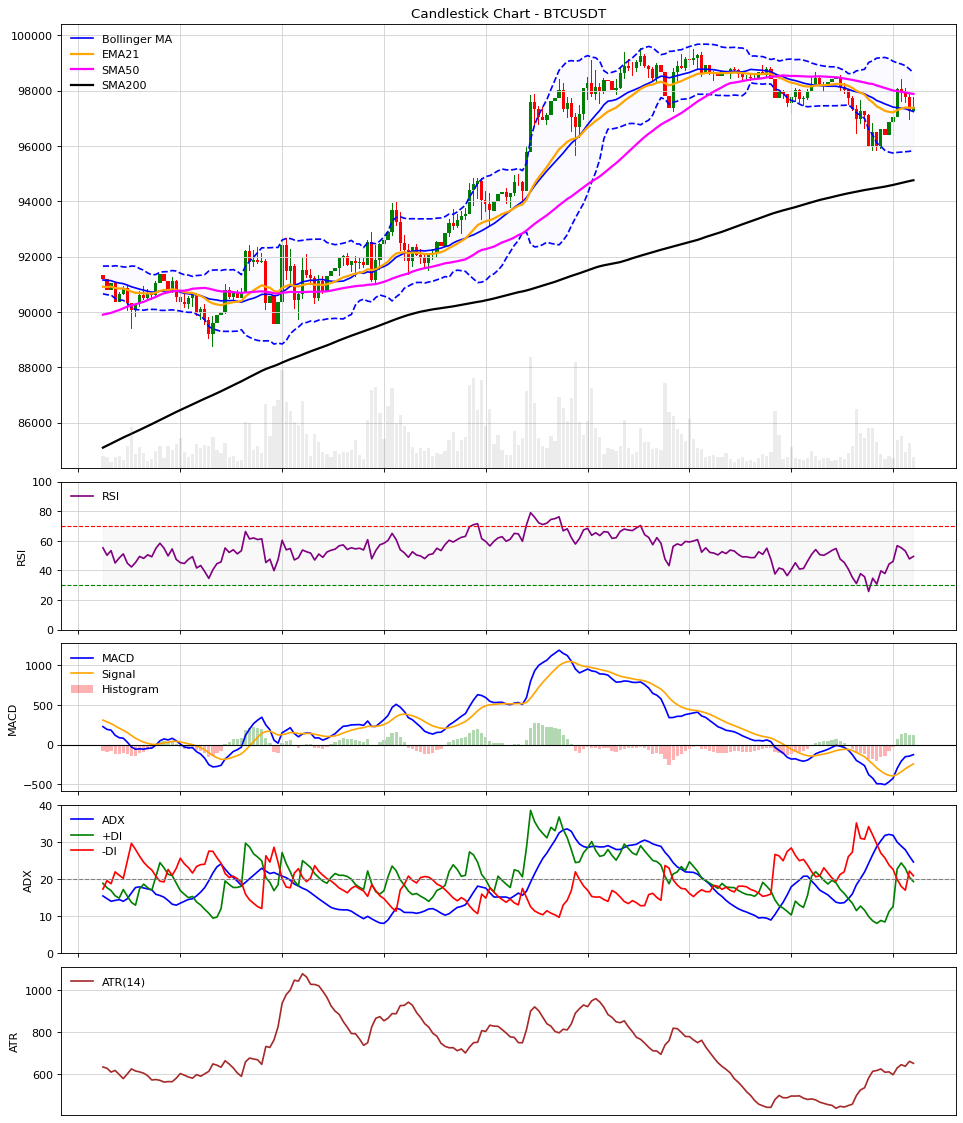 Candlestick Chart - BTCUSDT
Bollinger MA
EMA21
SMA50
SMA200
100000
98000
96000
94000
92000
90000
88000
86000
RSI
RSI
100
80
60
40
20
0
MACD
Signal
Histogram
MACD
1000
500
0
−500
ADX
+DI
-DI
ADX
40
30
20
10
0
ATR(14)
ATR
1000
800
600